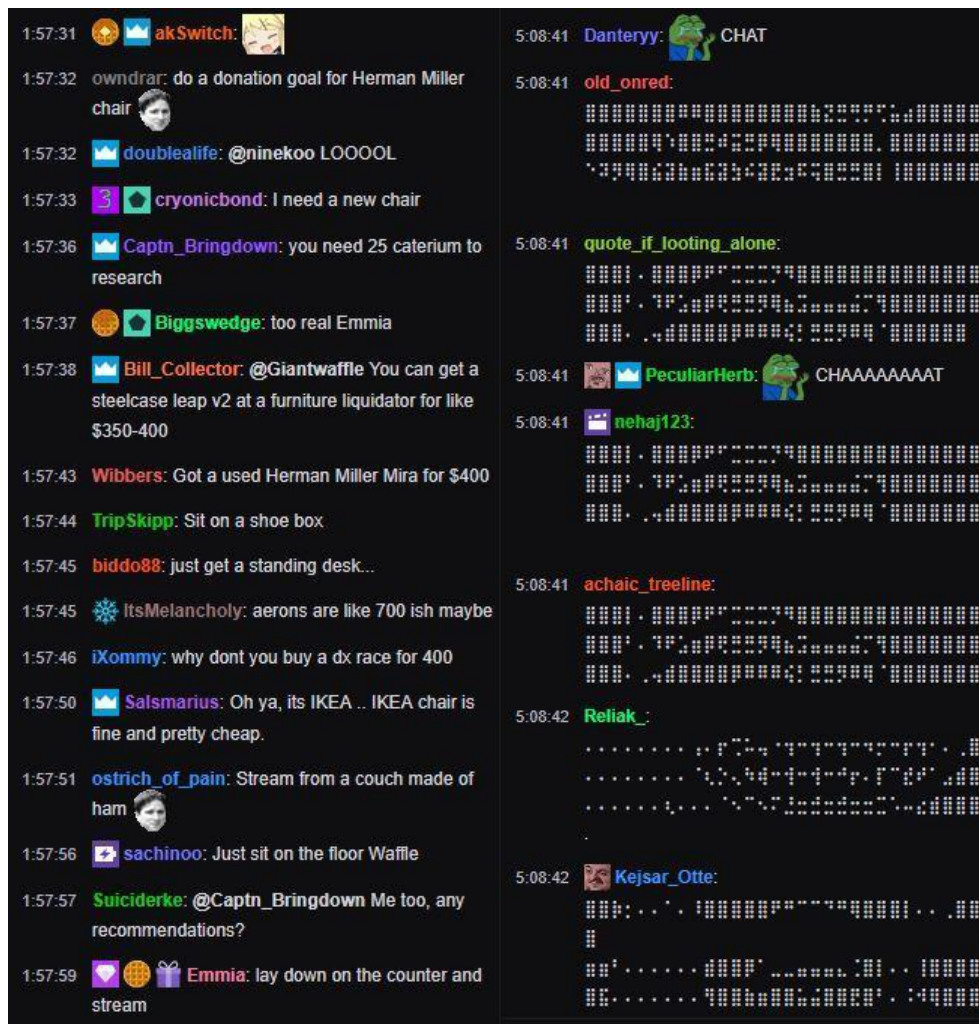 1:57:31 akSwitch:
1:57:32 owndrar: do a donation goal for Herman Miller
chair
1:57:32 doublealife: @ninekoo LOOOOL
1:57:33 3 cryonicbond: I need a new chair
1:57:36 Captn_Bringdown: you need 25 caterium to
research
1:57:37 Biggswedge: too real Emmia
1:57:38 Bill_Collector: @Giantwaffle You can get a
steelcase leap v2 at a furniture liquidator for like
$350-400
1:57:43 Wibbers: Got a used Herman Miller Mira for $400
1:57:44 TripSkipp: Sit on a shoe box
1:57:45 biddo88: just get a standing desk...
1:57:45 ItsMelancholy: aerons are like 700 ish maybe
1:57:46 iXommy: why dont you buy a dx race for 400
1:57:50 Salsmarius: Oh ya, its IKEA .. IKEA chair is
fine and pretty cheap.
1:57:51 ostrich_of_pain: Stream from a couch made of
ham
1:57:56 sachinoo: Just sit on the floor Waffle
1:57:57 Suiciderke: @Captn_Bringdown Me too, any
recommendations?
1:57:59 Emmia: lay down on the counter and
stream
5:08:41 Danteryy: CHAT
5:08:41 old_onred:
5:08:41 quote_if_looting_alone:
5:08:41 PeculiarHerb: CHAAAAAAAAT
5:08:41 nehaj123:
5:08:41 achaic_treeline:
5:08:42 Reliak_:
5:08:42 Kejsar_Otte: